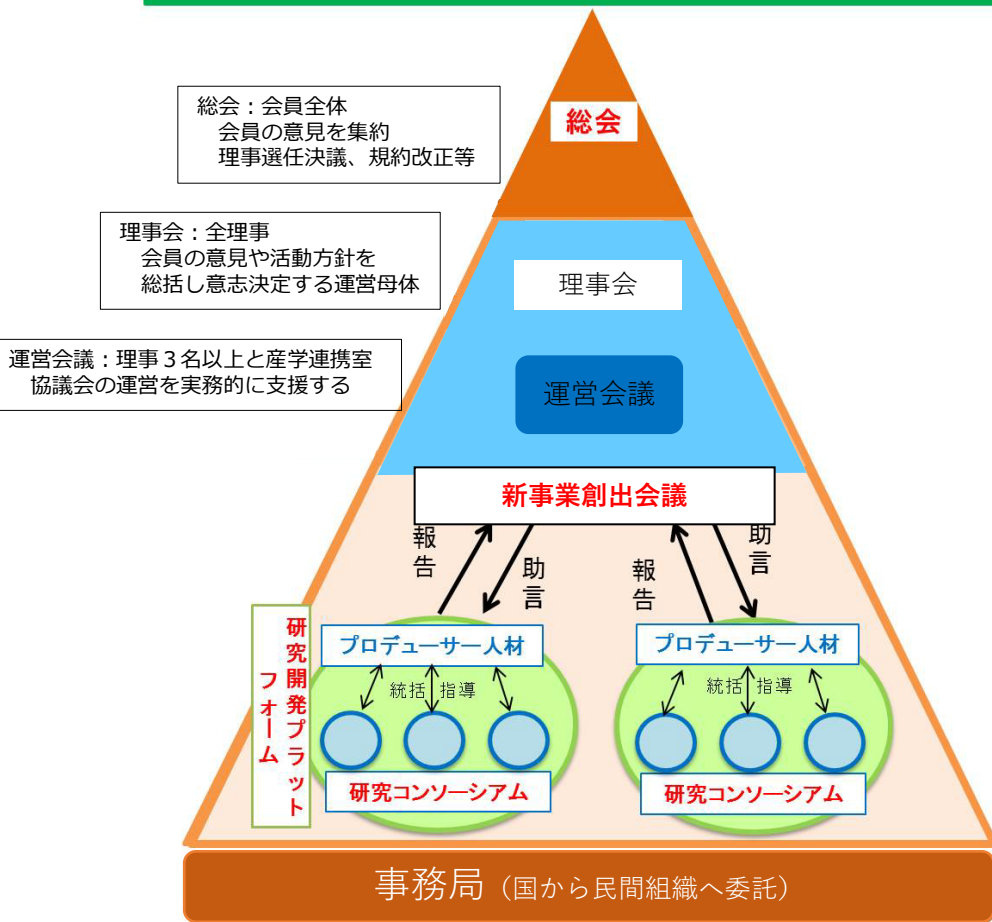 総会：会員全体
会員の意見を集約
理事選任決議、規約改正等
総会
理事会：全理事
会員の意見や活動方針を
総括し意志決定する運営母体
理事会
運営会議：理事３名以上と産学連携室
協議会の運営を実務的に支援する
運営会議
新事業創出会議
報告
助言
報告
助言
研究開発プラット
フォーム
プロデューサー人材
統括 指導
研究コンソーシアム
プロデューサー人材
統括 指導
研究コンソーシアム
事務局（国から民間組織へ委託）